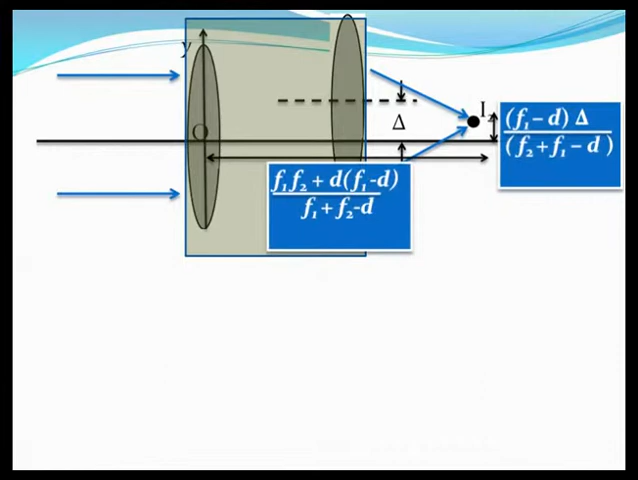 y
O
Δ
I
(f₁– d) Δ
(f₂+ f₁ – d )
f₁f₂ + d(f₁-d)
f₁+ f₂-d